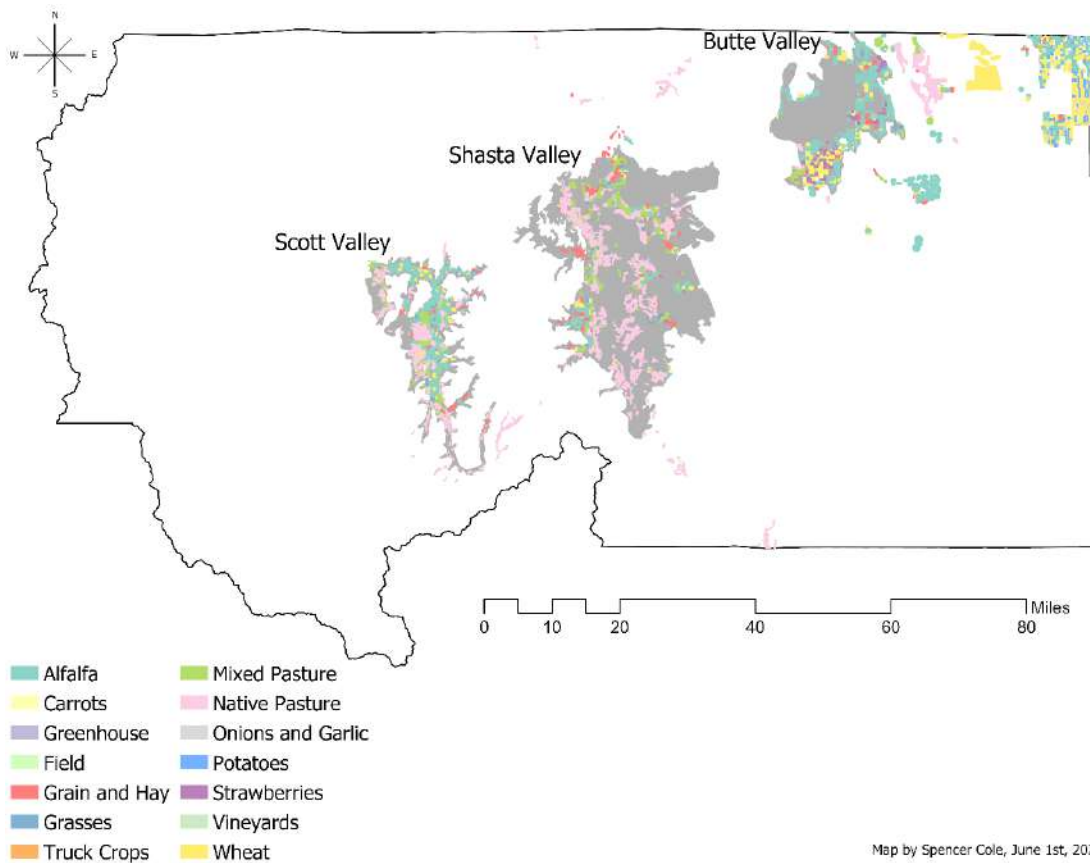 N
W E
S
Butte Valley
Shasta Valley
Scott Valley
Miles
0 10 20 40 60 80
Alfalfa
Carrots
Greenhouse
Field
Grain and Hay
Grasses
Truck Crops
Mixed Pasture
Native Pasture
Onions and Garlic
Potatoes
Strawberries
Vineyards
Wheat
Map by Spencer Cole, June 1st, 20